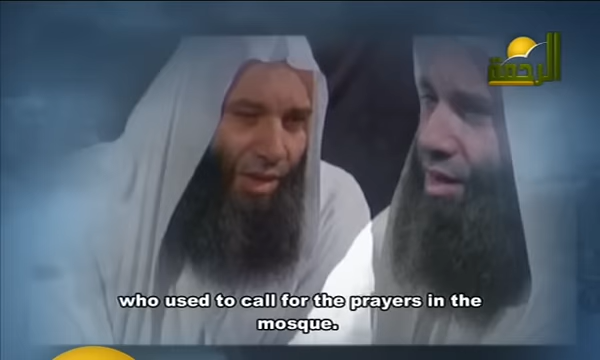 الرحمة
who used to call for the prayers in the
mosque.